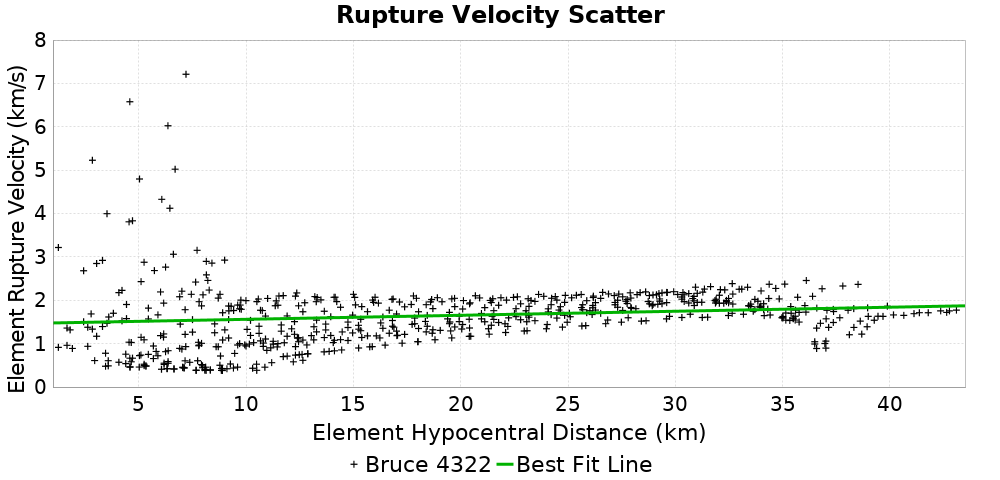 Rupture Velocity Scatter
Element Rupture Velocity (km/s)
8
7
6
5
4
3
2
1
0
5 10 15 20 25 30 35 40
Element Hypocentral Distance (km)
Bruce 4322 Best Fit Line